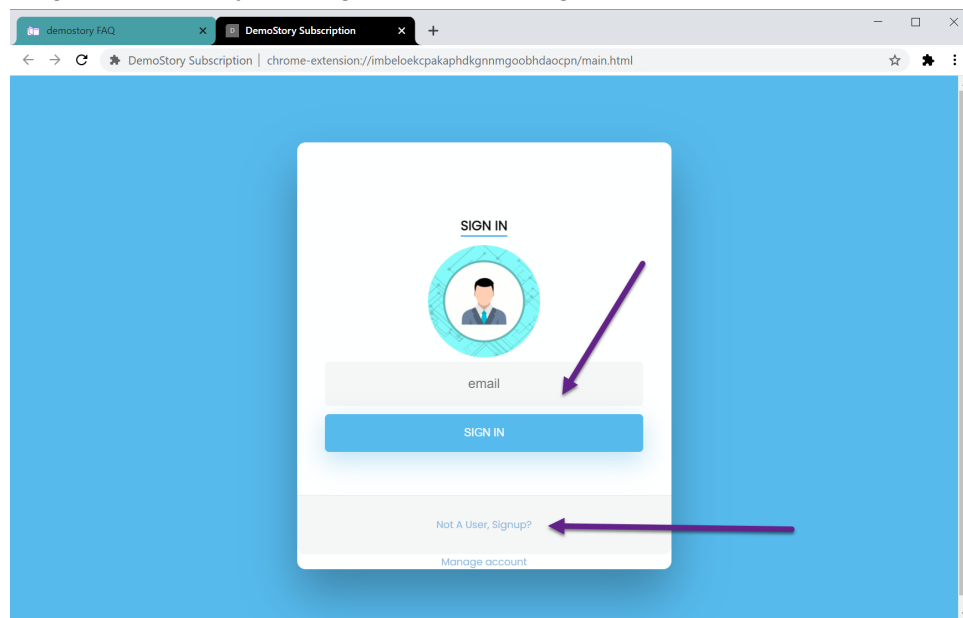 demostory FAQ
D DemoStory Subscription
DemoStory Subscription | chrome-extension://imbeloekcpakaphdkgnnmgoobhdaocpn/main.html
SIGN IN
email
SIGN IN
Not A User, Signup?
Manage account